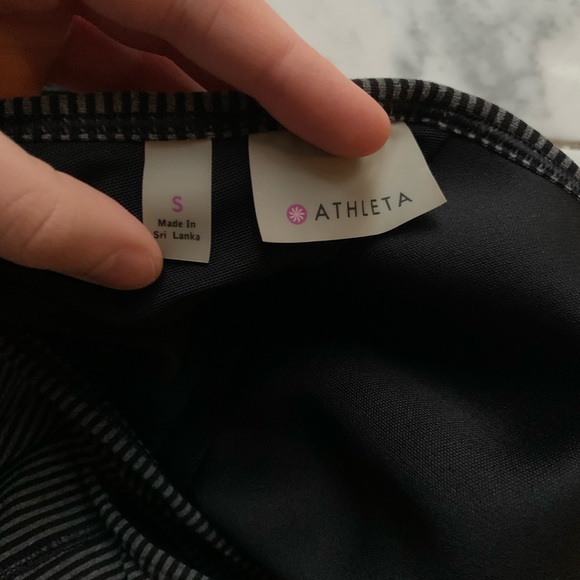 S
Made In
Sri Lanka
ATHLETA